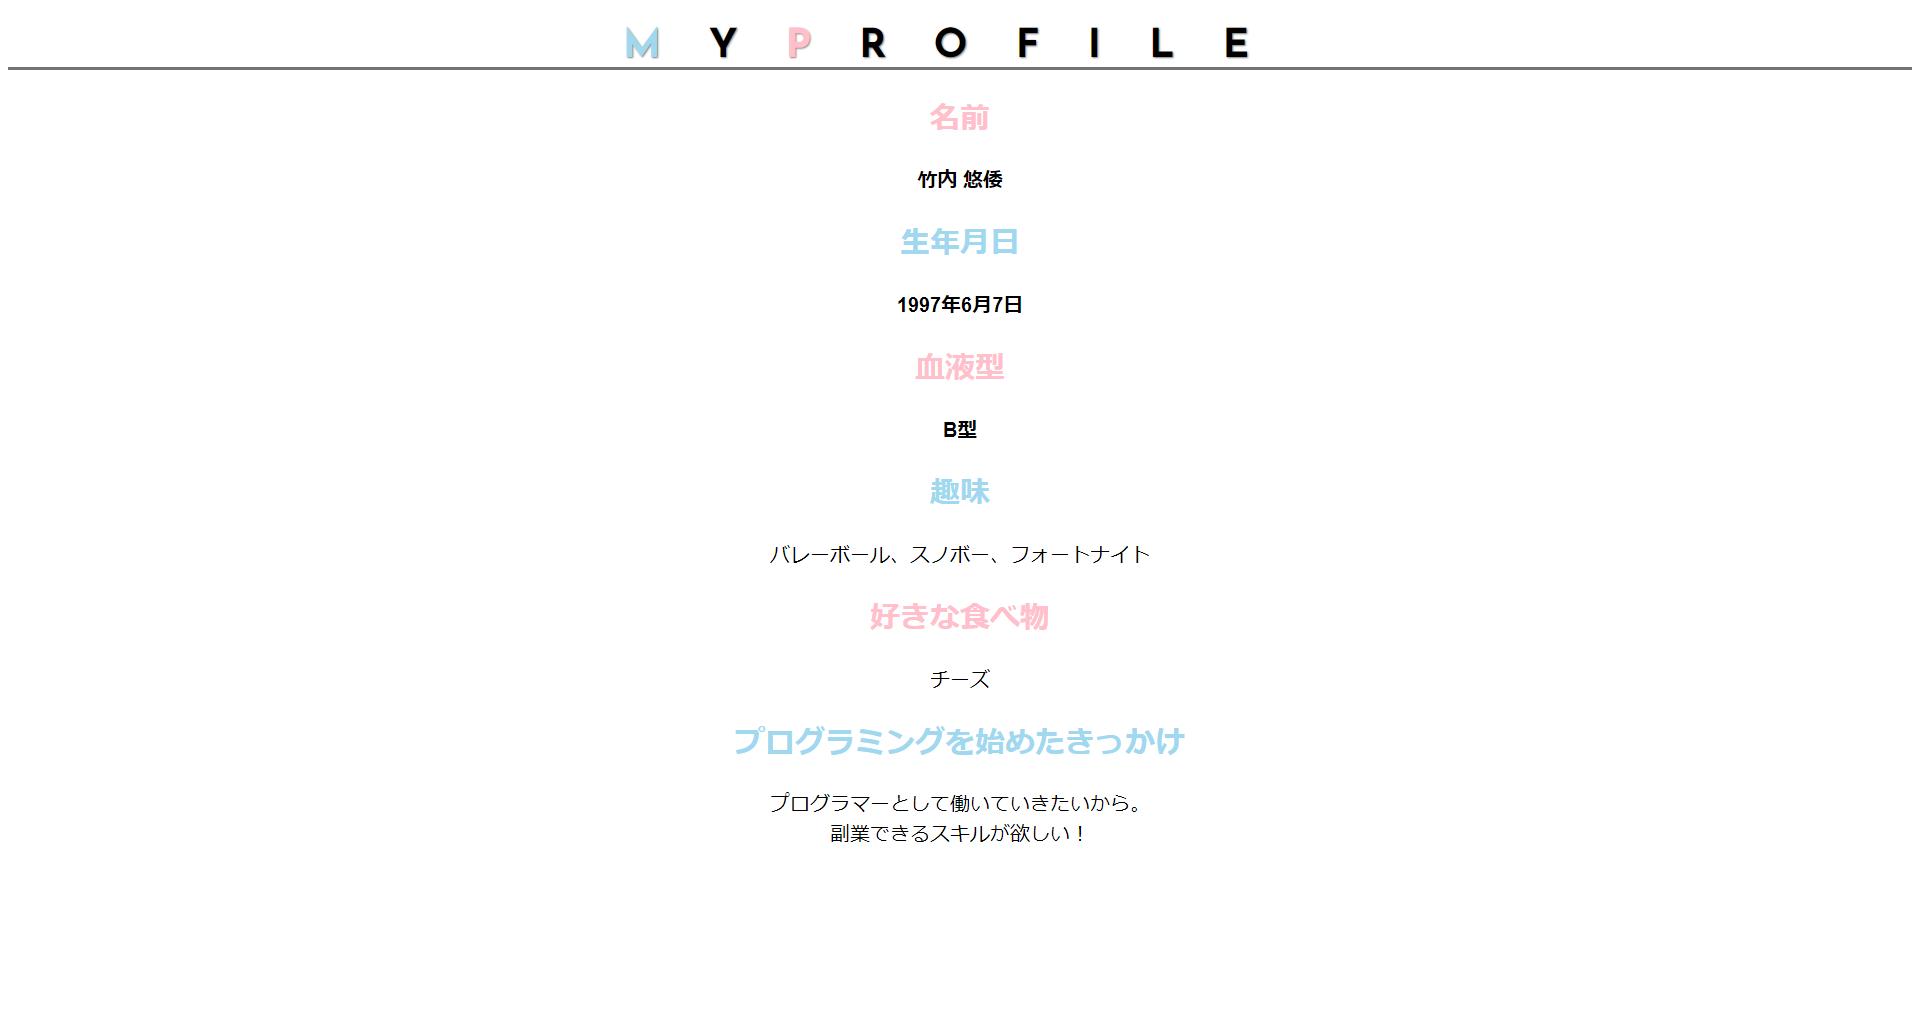 MY PROFILE
名前
竹内 悠倭
生年月日
1997年6月7日
血液型
B型
趣味
バレーボール、スノボー、フォートナイト
好きな食べ物
チーズ
プログラミングを始めたきっかけ
プログラマーとして働いていきたいから。
副業できるスキルが欲しい！